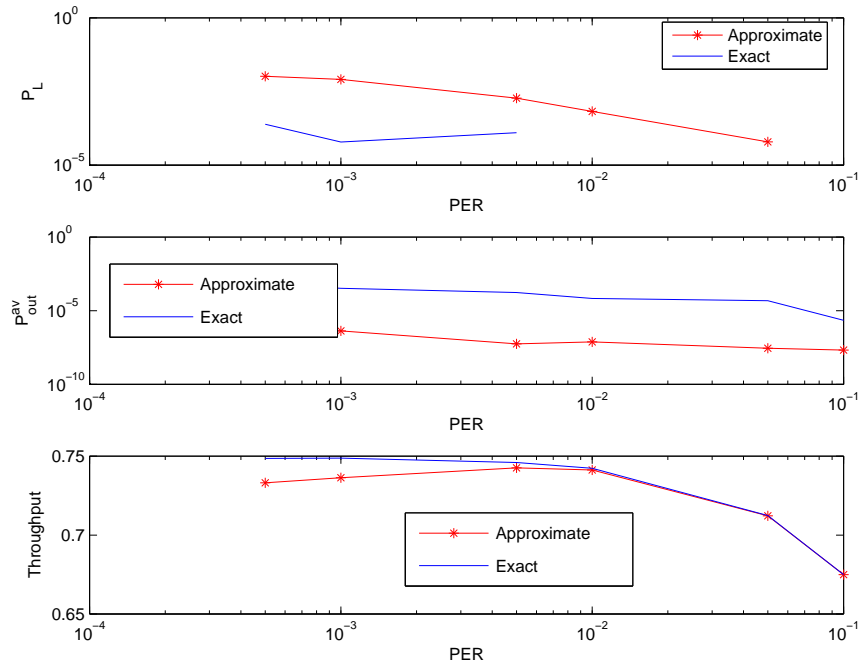 10^0
P_L
10^-5
Approximate
Exact
10^-4
10^-3
10^-2
10^-1
PER
10^0
P_out^av
10^-5
10^-10
Approximate
Exact
10^-4
10^-3
10^-2
10^-1
PER
0.75
Throughput
0.7
0.65
Approximate
Exact
10^-4
10^-3
10^-2
10^-1
PER